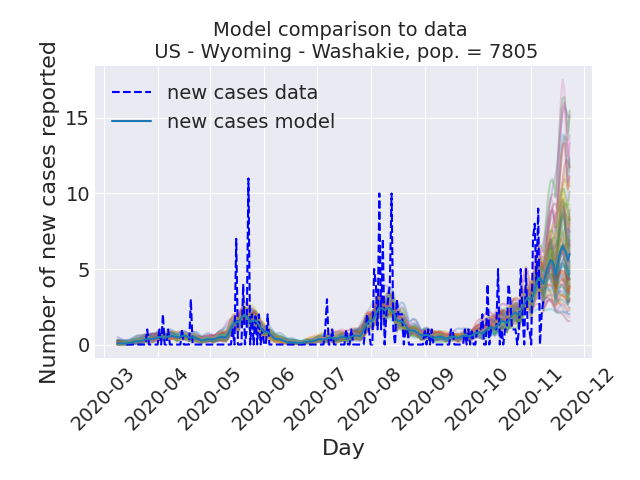 Model comparison to data
US - Wyoming - Washakie, pop. = 7805
new cases data
new cases model
Number of new cases reported
15
10
5
0
2020-03
2020-04
2020-05
2020-06
2020-07
2020-08
2020-09
2020-10
2020-11
2020-12
Day